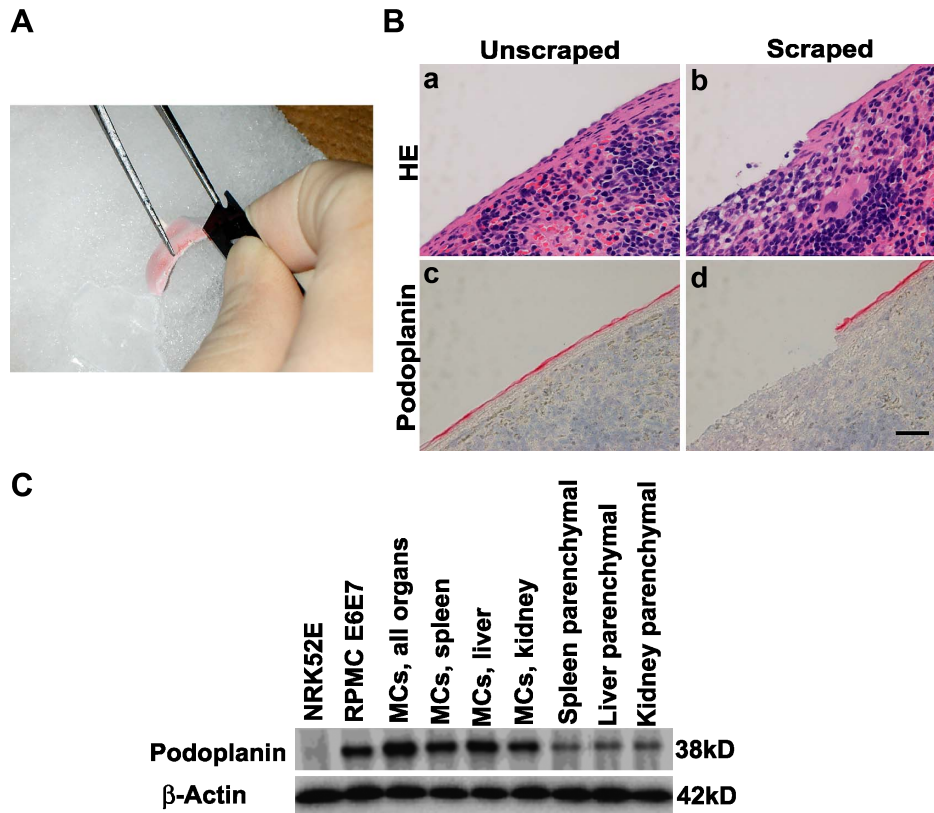 A
B
Unscraped
Scraped
a
b
HE
c
d
Podoplanin
C
NRK52E
RPMC E6E7
MCs, all organs
MCs, spleen
MCs, liver
MCs, kidney
Spleen parenchymal
Liver parenchymal
Kidney parenchymal
Podoplanin
38kD
β-Actin
42kD